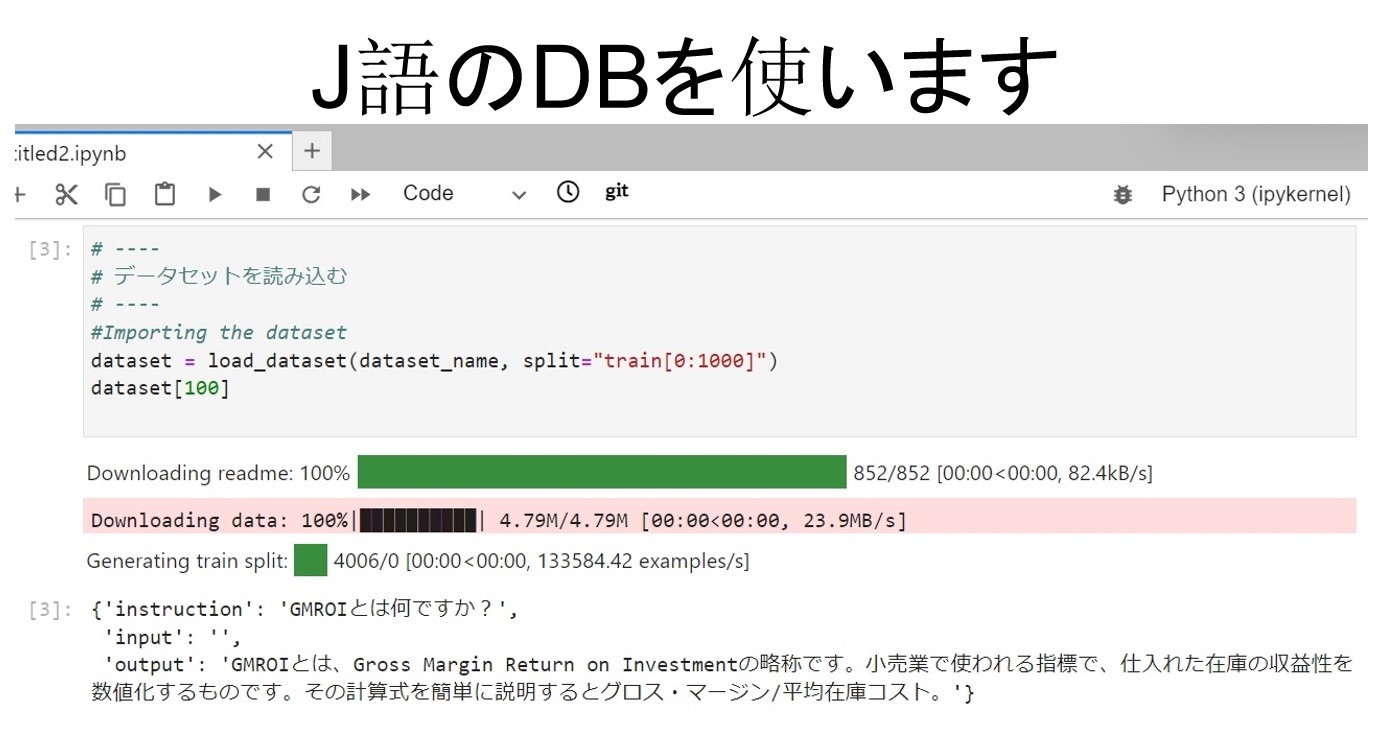 J語のDBを使います
titled2.ipynb
Code git Python 3 (ipykernel)
[3]: # ----
# データセットを読み込む
# ----
#Importing the dataset
dataset = load_dataset(dataset_name, split="train[0:1000]")
dataset[100]
Downloading readme: 100% 852/852 [00:00<00:00, 82.4kB/s]
Downloading data: 100%|██████████| 4.79M/4.79M [00:00<00:00, 23.9MB/s]
Generating train split: 4006/0 [00:00<00:00, 133584.42 examples/s]
[3]: {'instruction': 'GMROIとは何ですか？',
'input': '',
'output': 'GMROIとは、Gross Margin Return on Investmentの略称です。小売業で使われる指標で、仕入れた在庫の収益性を
数値化するものです。その計算式を簡単に説明するとグロス・マージン/平均在庫コスト。'}